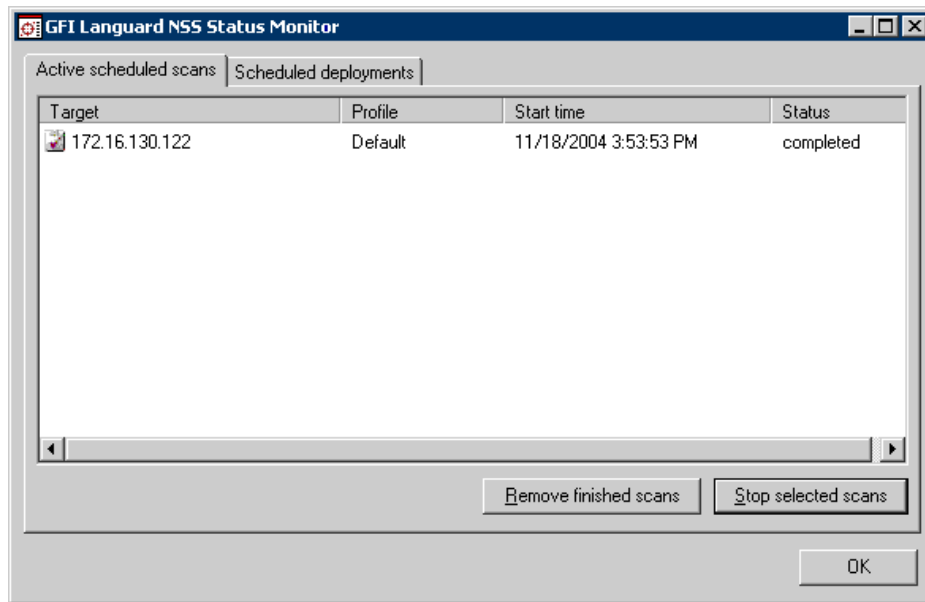 GFI Languard NSS Status Monitor
Active scheduled scans Scheduled deployments
Target Profile Start time Status
172.16.130.122 Default 11/18/2004 3:53:53 PM completed
Remove finished scans Stop selected scans
OK